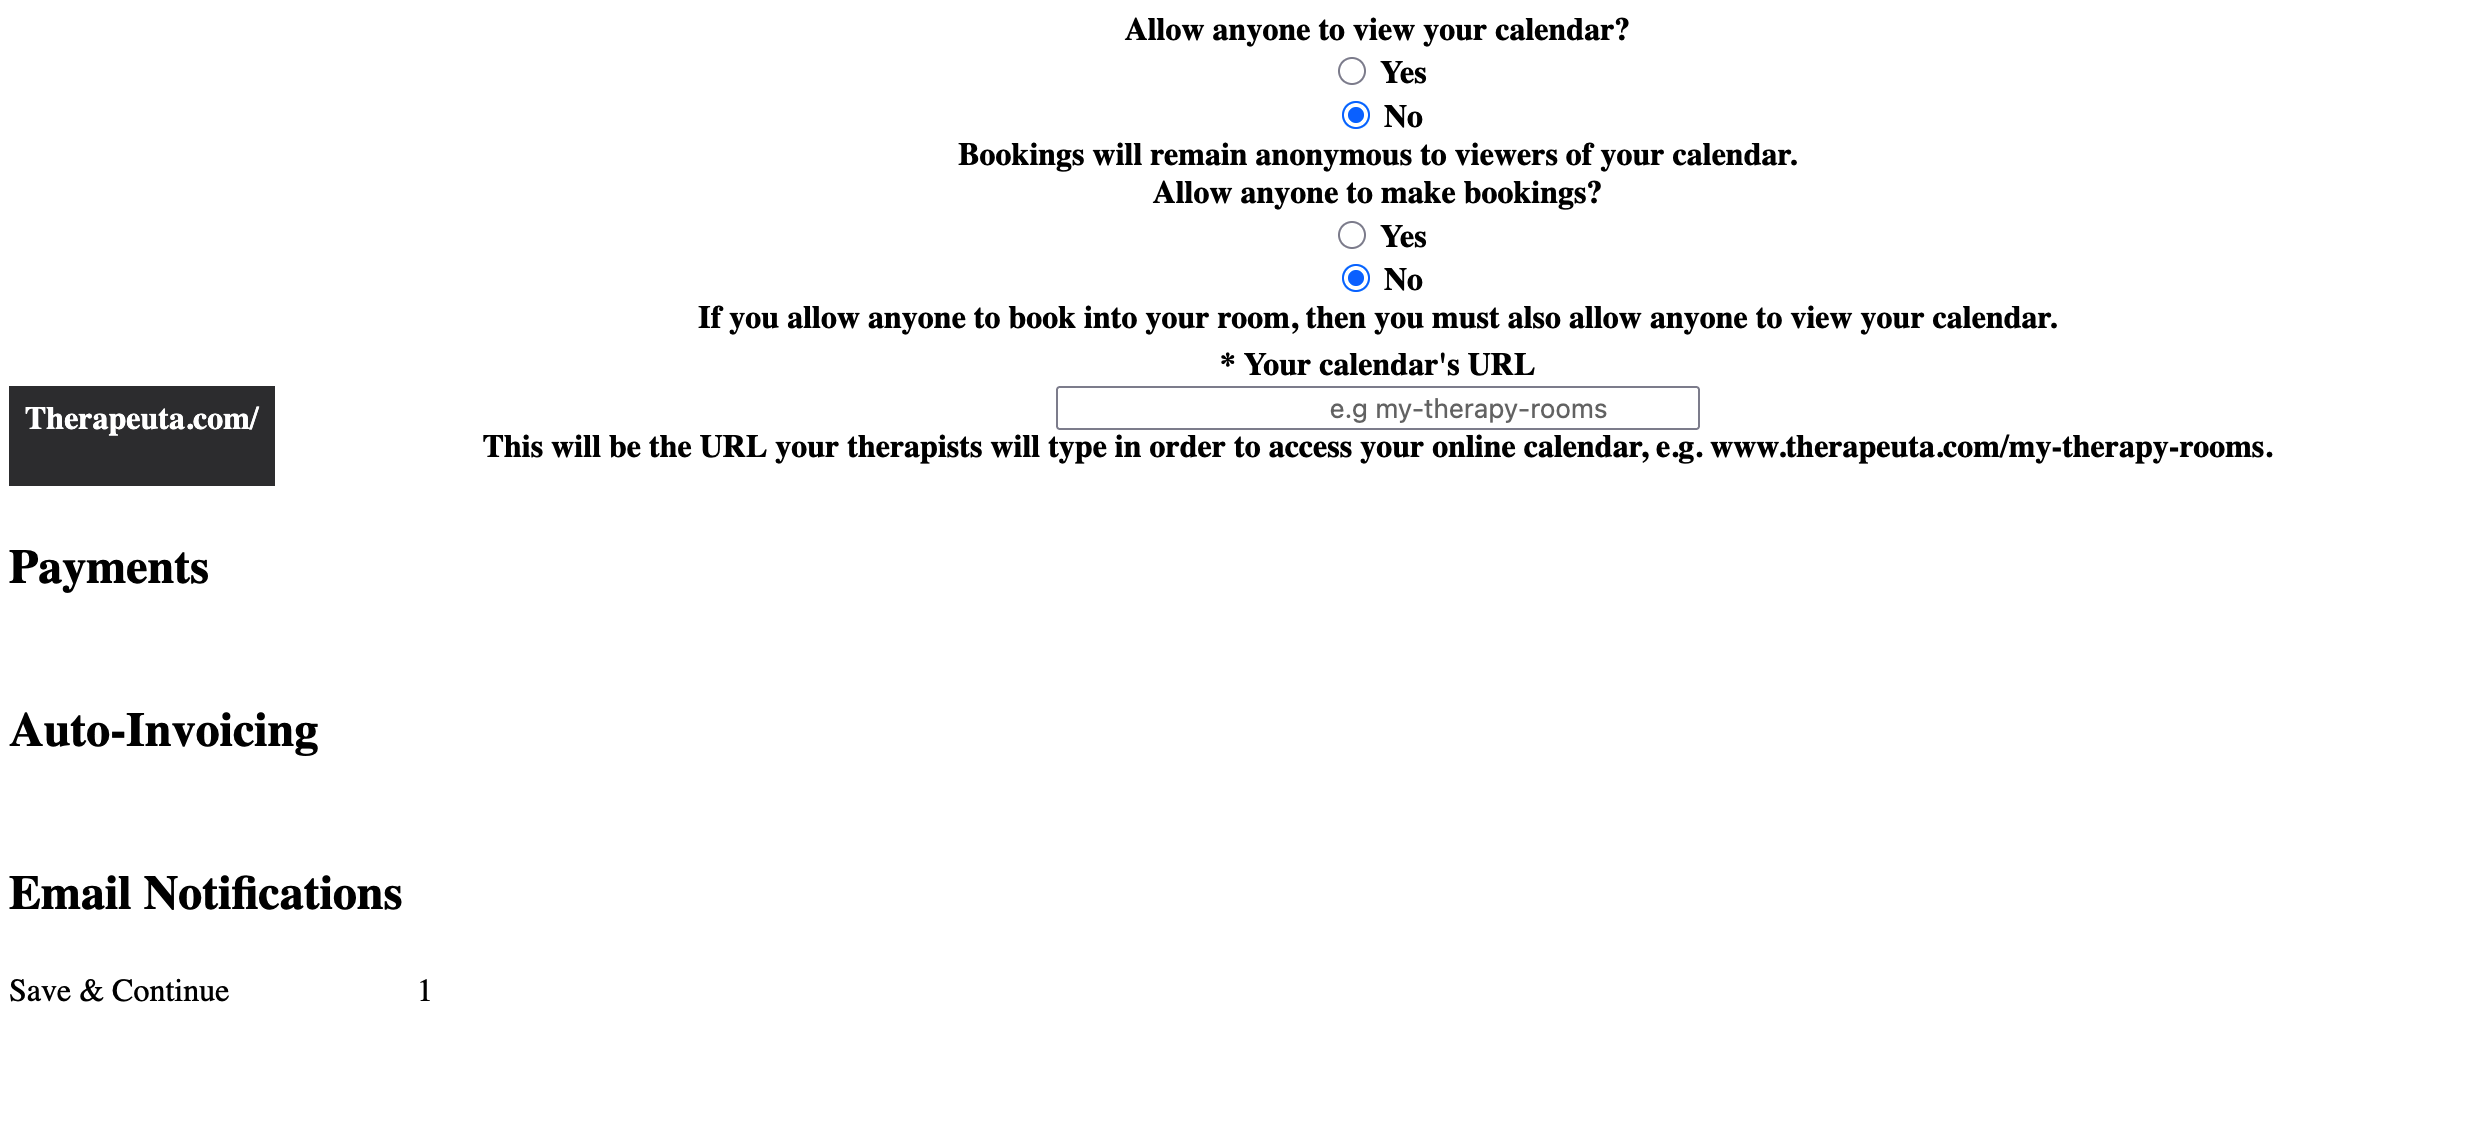 Allow anyone to view your calendar?
Yes
No
Bookings will remain anonymous to viewers of your calendar.
Allow anyone to make bookings?
Yes
No
If you allow anyone to book into your room, then you must also allow anyone to view your calendar.
* Your calendar's URL
Therapeuta.com/
e.g my-therapy-rooms
This will be the URL your therapists will type in order to access your online calendar, e.g. www.therapeuta.com/my-therapy-rooms.
Payments
Auto-Invoicing
Email Notifications
Save & Continue 1